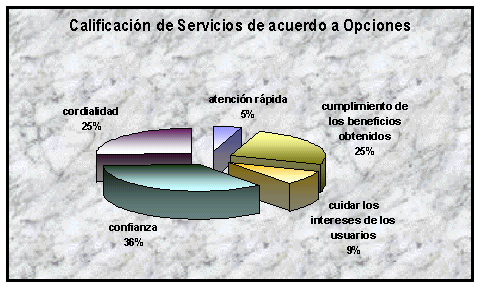 Calificación de Servicios de acuerdo a Opciones
atención rápida
5%
cumplimiento de
los beneficios
obtenidos
25%
cuidar los
intereses de los
usuarios
9%
confianza
36%
cordialidad
25%